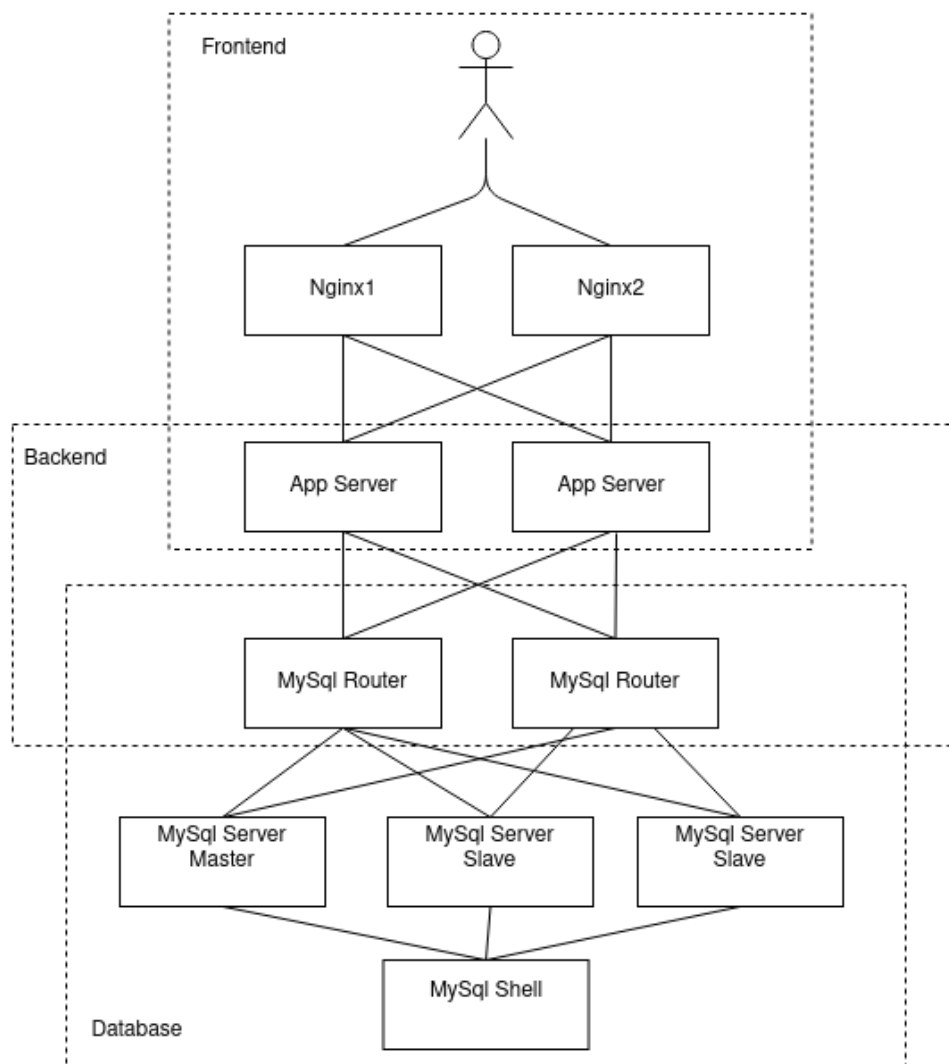 Frontend
Nginx1
Nginx2
Backend
App Server
App Server
MySql Router
MySql Router
MySql Server
Master
MySql Server
Slave
MySql Server
Slave
MySql Shell
Database